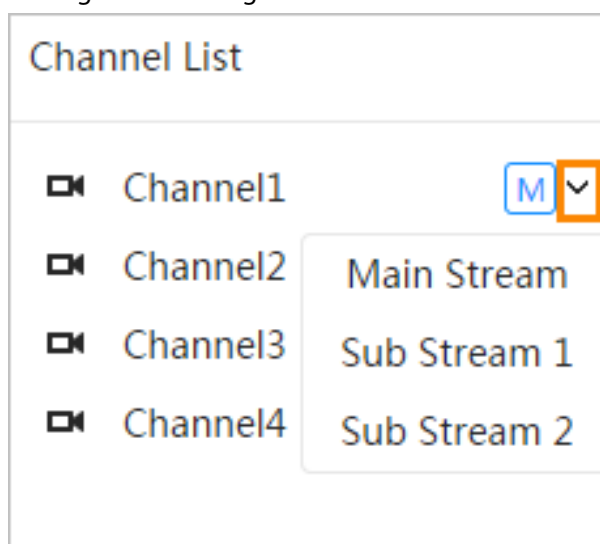 Channel List
Channel1 M
Channel2
Main Stream
Channel3
Sub Stream 1
Channel4
Sub Stream 2